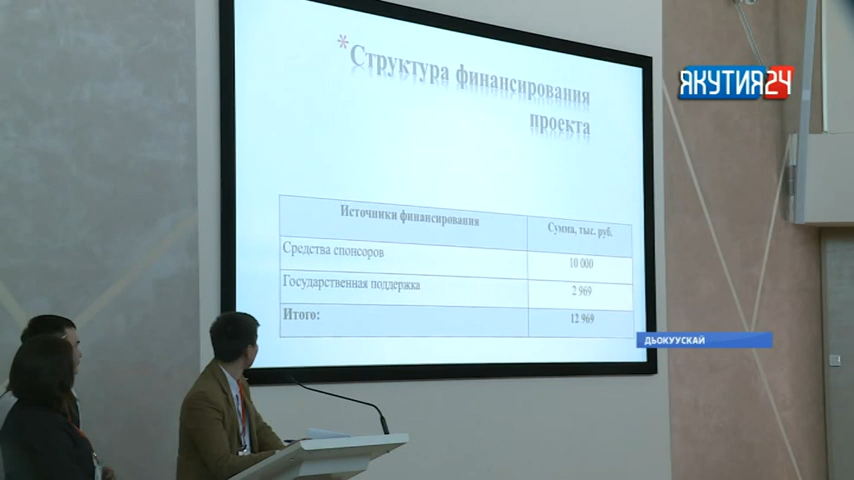 *Структура финансирования
проекта
ЯКУТИЯ24
Источники финансирования Сумма, тыс. руб.
Средства спонсоров 10 000
Государственная поддержка 2 969
Итого: 12 969
ДЬОКУУСКАЙ